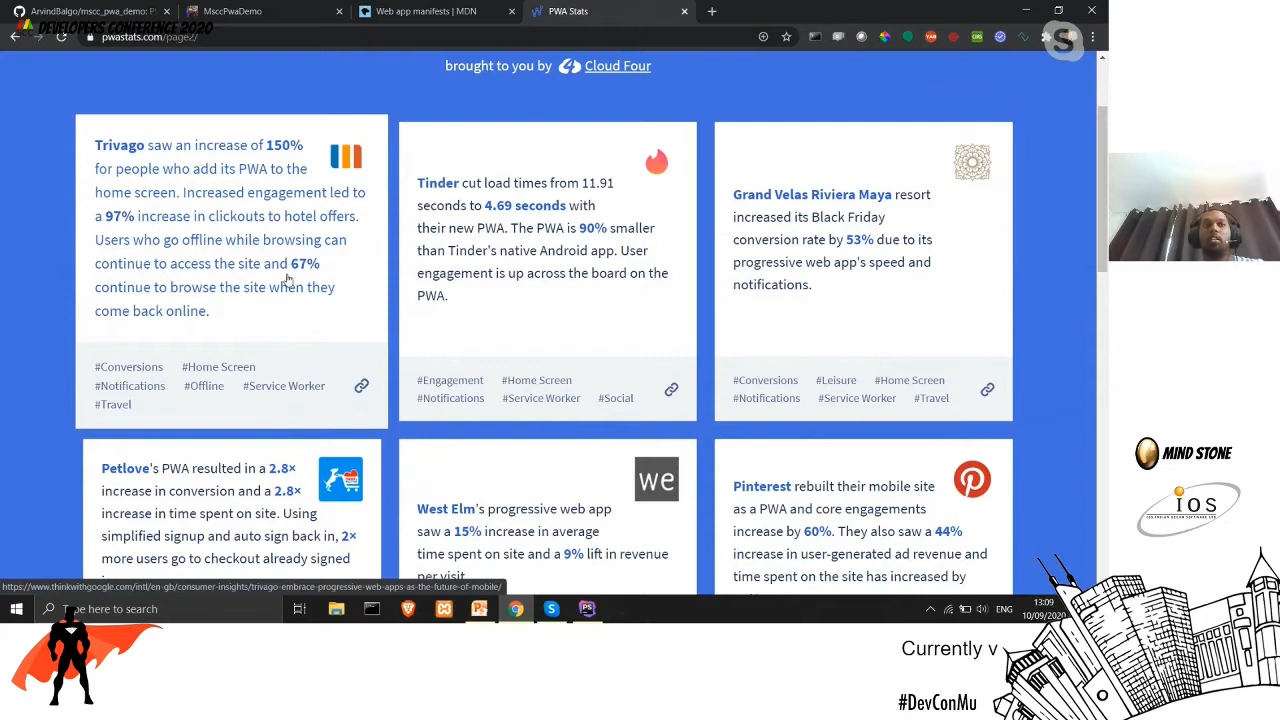 ArvindBalgo/mscc_pwa_demo: P
MsccPwaDemo
Web app manifests | MDN
PWA Stats
DEVELOPERS CONFERENCE 2020
pwastats.com/page2/
brought to you by Cloud Four
Trivago saw an increase of 150%
for people who add its PWA to the
home screen. Increased engagement led to
a 97% increase in clickouts to hotel offers.
Users who go offline while browsing can
continue to access the site and 67%
continue to browse the site when they
come back online.
#Conversions #Home Screen
#Notifications #Offline #Service Worker
#Travel
Tinder cut load times from 11.91
seconds to 4.69 seconds with
their new PWA. The PWA is 90% smaller
than Tinder's native Android app. User
engagement is up across the board on the
PWA.
#Engagement #Home Screen
#Notifications #Service Worker #Social
Grand Velas Riviera Maya resort
increased its Black Friday
conversion rate by 53% due to its
progressive web app's speed and
notifications.
#Conversions #Leisure #Home Screen
#Notifications #Service Worker #Travel
Petlove's PWA resulted in a 2.8×
increase in conversion and a 2.8×
increase in time spent on site. Using
simplified signup and auto sign back in, 2×
more users go to checkout already signed
we
West Elm's progressive web app
saw a 15% increase in average
time spent on site and a 9% lift in revenue
per visit.
Pinterest rebuilt their mobile site
as a PWA and core engagements
increase by 60%. They also saw a 44%
increase in user-generated ad revenue and
time spent on the site has increased by
https://www.thinkwithgoogle.com/intl/en-gb/consumer-insights/trivago-embrace-progressive-web-apps-as-the-future-of-mobile/
Type here to search
ENG
13:09
10/09/2020
MIND STONE
IOS
Currently v
#DevConMu